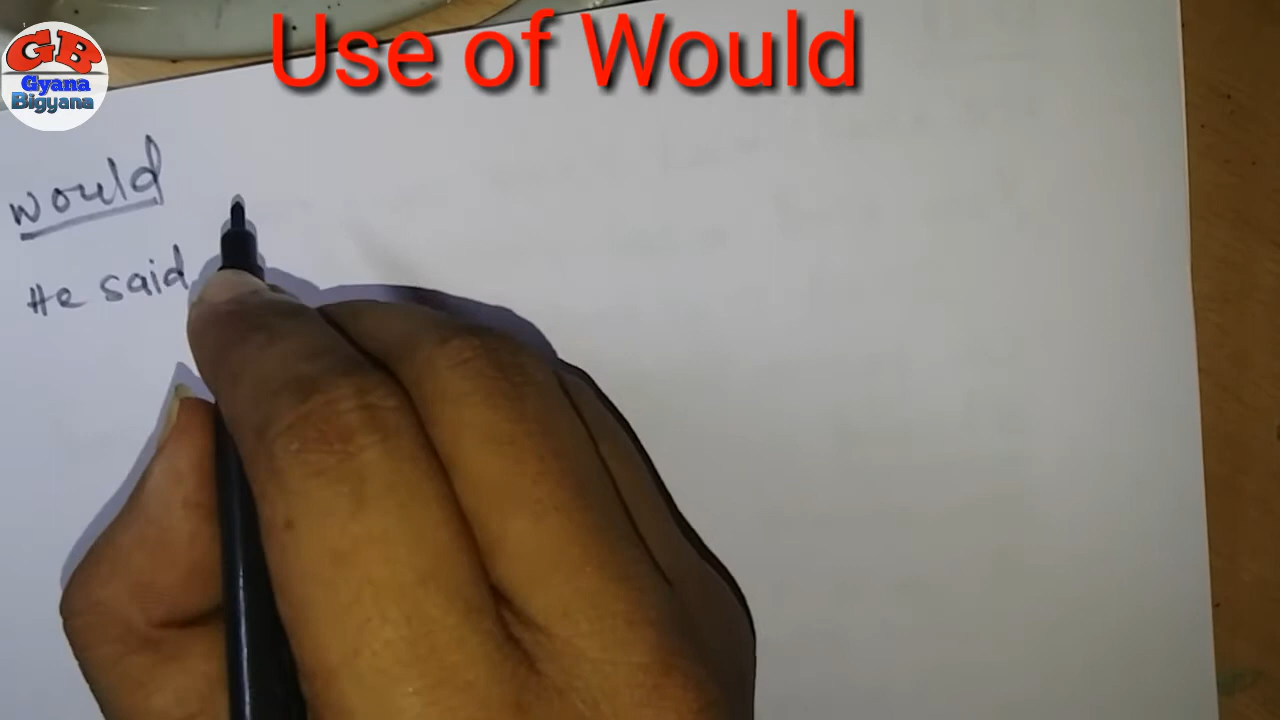 Use of Would
GB
Gyana
Bigyana
would
He said